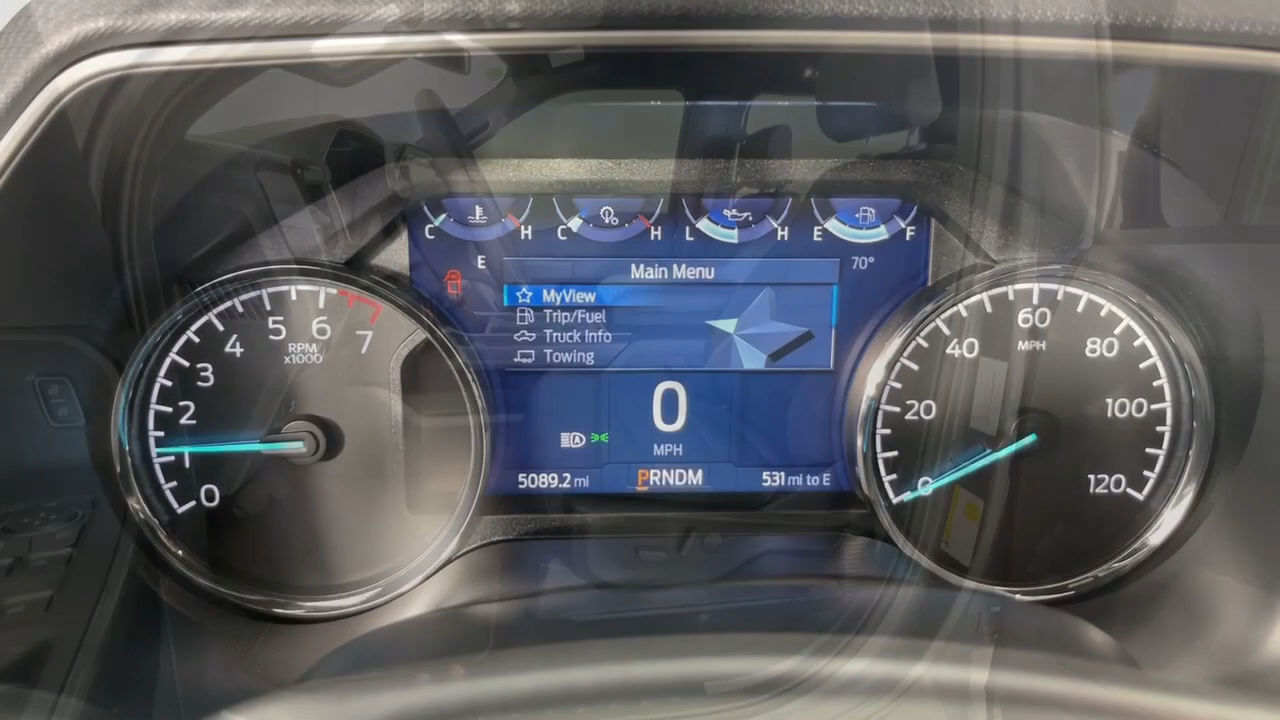 C H C H L H E F
E 70°
Main Menu
MyView
Trip/Fuel
Truck Info
Towing
0
MPH
5089.2 mi PRNDM 531 mi to E
0 1 2 3 4 5 6 7
RPM
x1000
0 20 40 60 80 100 120
MPH